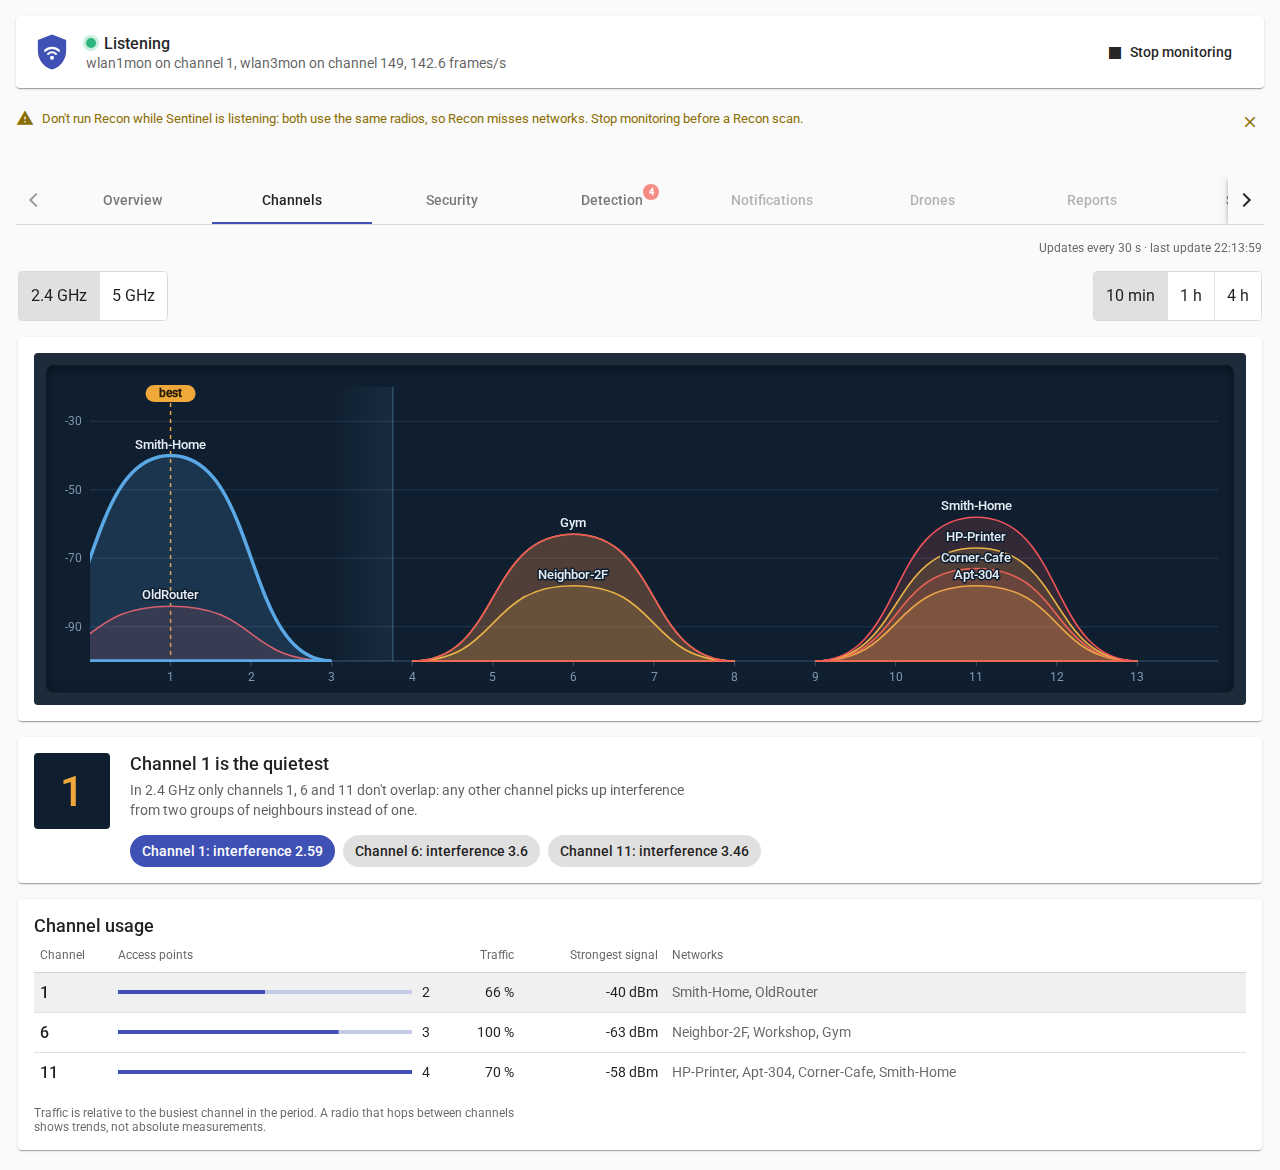 Listening
wlan1mon on channel 1, wlan3mon on channel 149, 142.6 frames/s
Stop monitoring
Don't run Recon while Sentinel is listening: both use the same radios, so Recon misses networks. Stop monitoring before a Recon scan.
Overview Channels Security Detection 4 Notifications Drones Reports
Updates every 30 s · last update 22:13:59
2.4 GHz 5 GHz 10 min 1 h 4 h
best
-30
Smith-Home
-50
Smith-Home
Gym
HP-Printer
-70
Corner-Cafe
Neighbor-2F
Apt-304
OldRouter
-90
1 2 3 4 5 6 7 8 9 10 11 12 13
1
Channel 1 is the quietest
In 2.4 GHz only channels 1, 6 and 11 don't overlap: any other channel picks up interference
from two groups of neighbours instead of one.
Channel 1: interference 2.59 Channel 6: interference 3.6 Channel 11: interference 3.46
Channel usage
Channel Access points Traffic Strongest signal Networks
1 2 66 % -40 dBm Smith-Home, OldRouter
6 3 100 % -63 dBm Neighbor-2F, Workshop, Gym
11 4 70 % -58 dBm HP-Printer, Apt-304, Corner-Cafe, Smith-Home
Traffic is relative to the busiest channel in the period. A radio that hops between channels
shows trends, not absolute measurements.